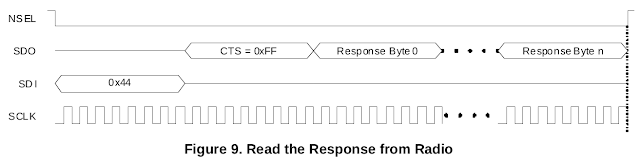 NSEL
SDO
CTS = 0xFF
Response Byte 0
Response Byte n
SDI
0x44
SCLK
Figure 9. Read the Response from Radio